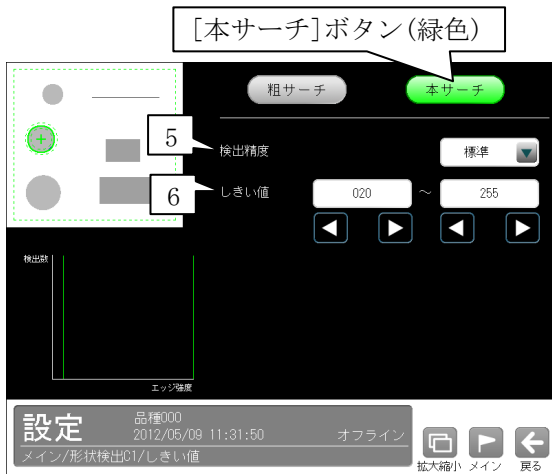 [本サーチ]ボタン(緑色)
粗サーチ
本サーチ
5
検出精度
標準
6
しきい値
020
～
255
検出数
エッジ強度
設定
品種000
2012/05/09 11:31:50
オフライン
メイン/形状検出C1/しきい値
拡大縮小
メイン
戻る